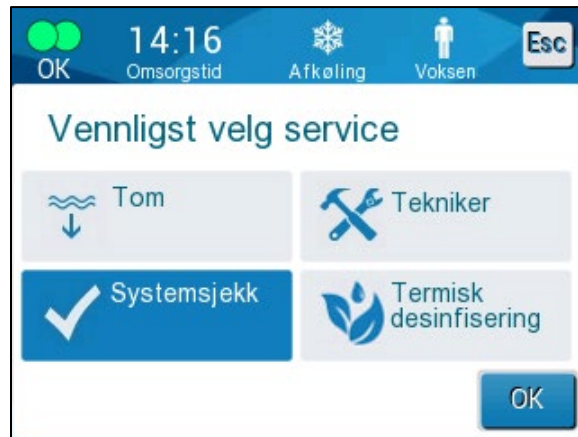 14:16
Esc
OK Omsorgstid Afkøling Voksen
Vennligst velg service
Tom
Tekniker
Systemsjekk
Termisk
desinfisering
OK